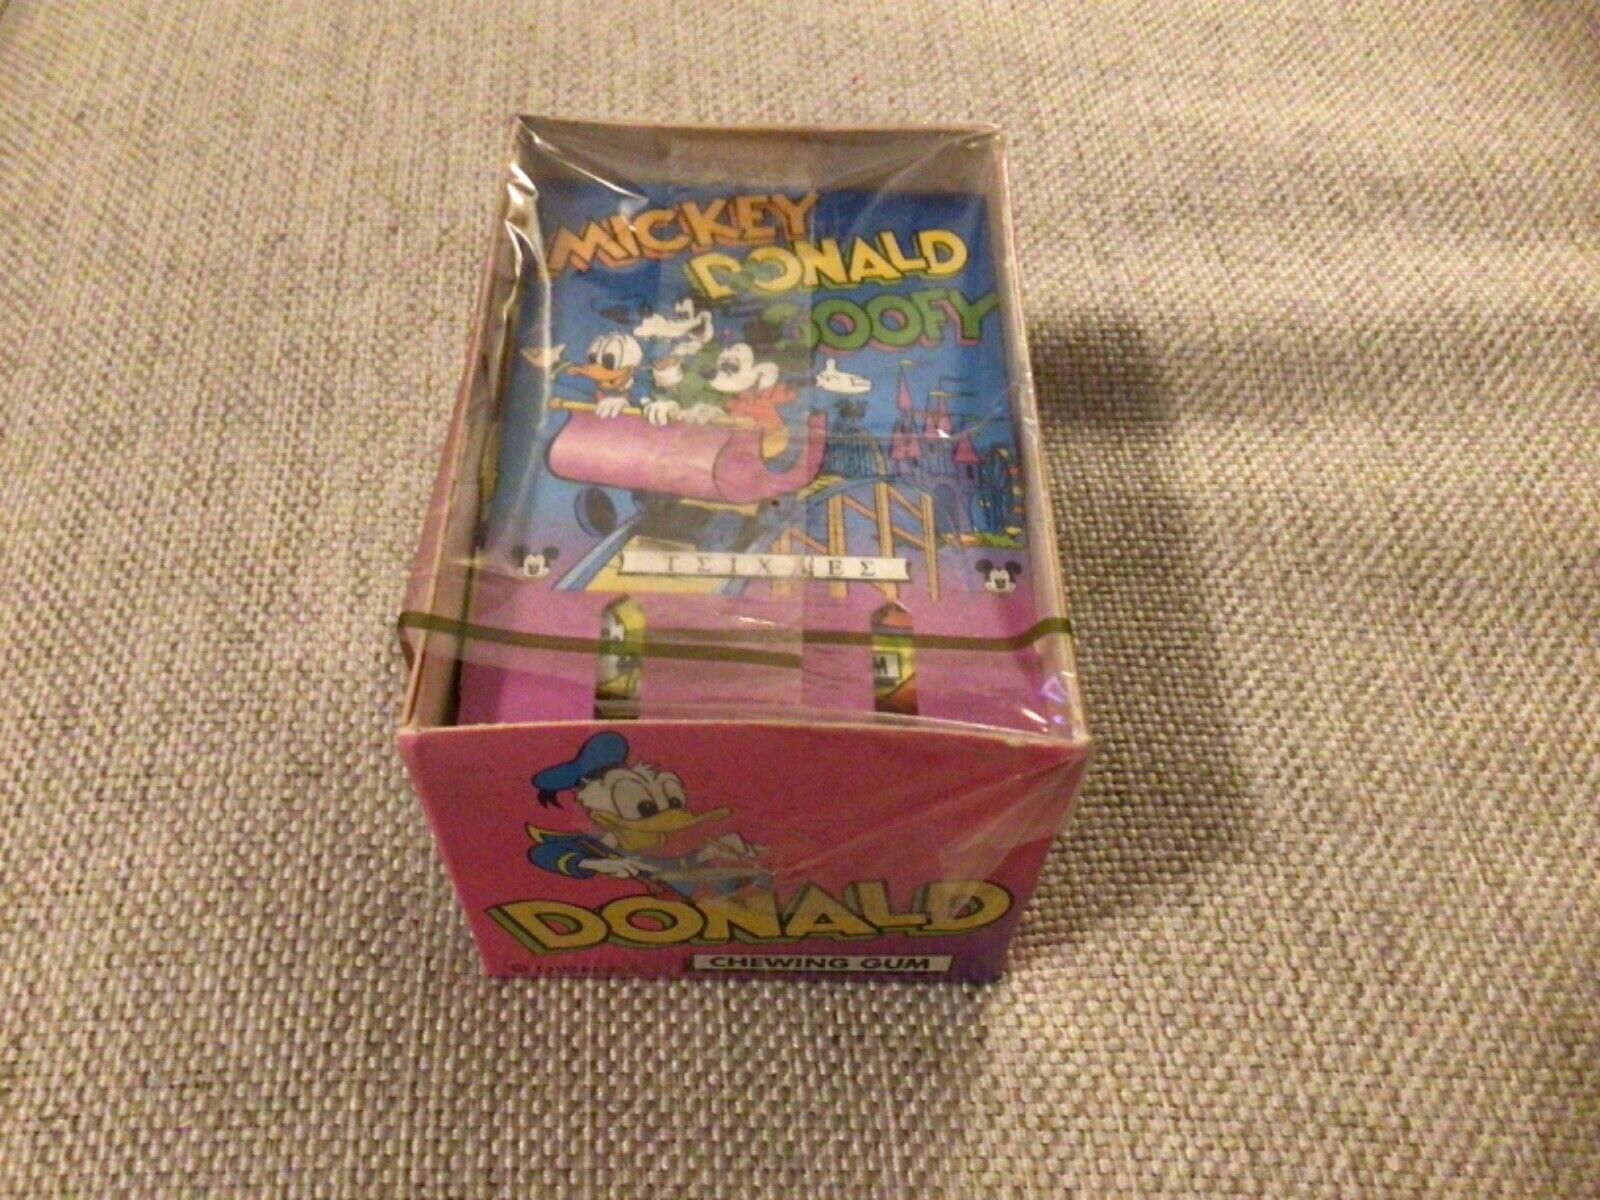 MICKEY
DONALD
GOOFY
ΤΣΙΧΛΕΣ
DONALD
CHEWING GUM